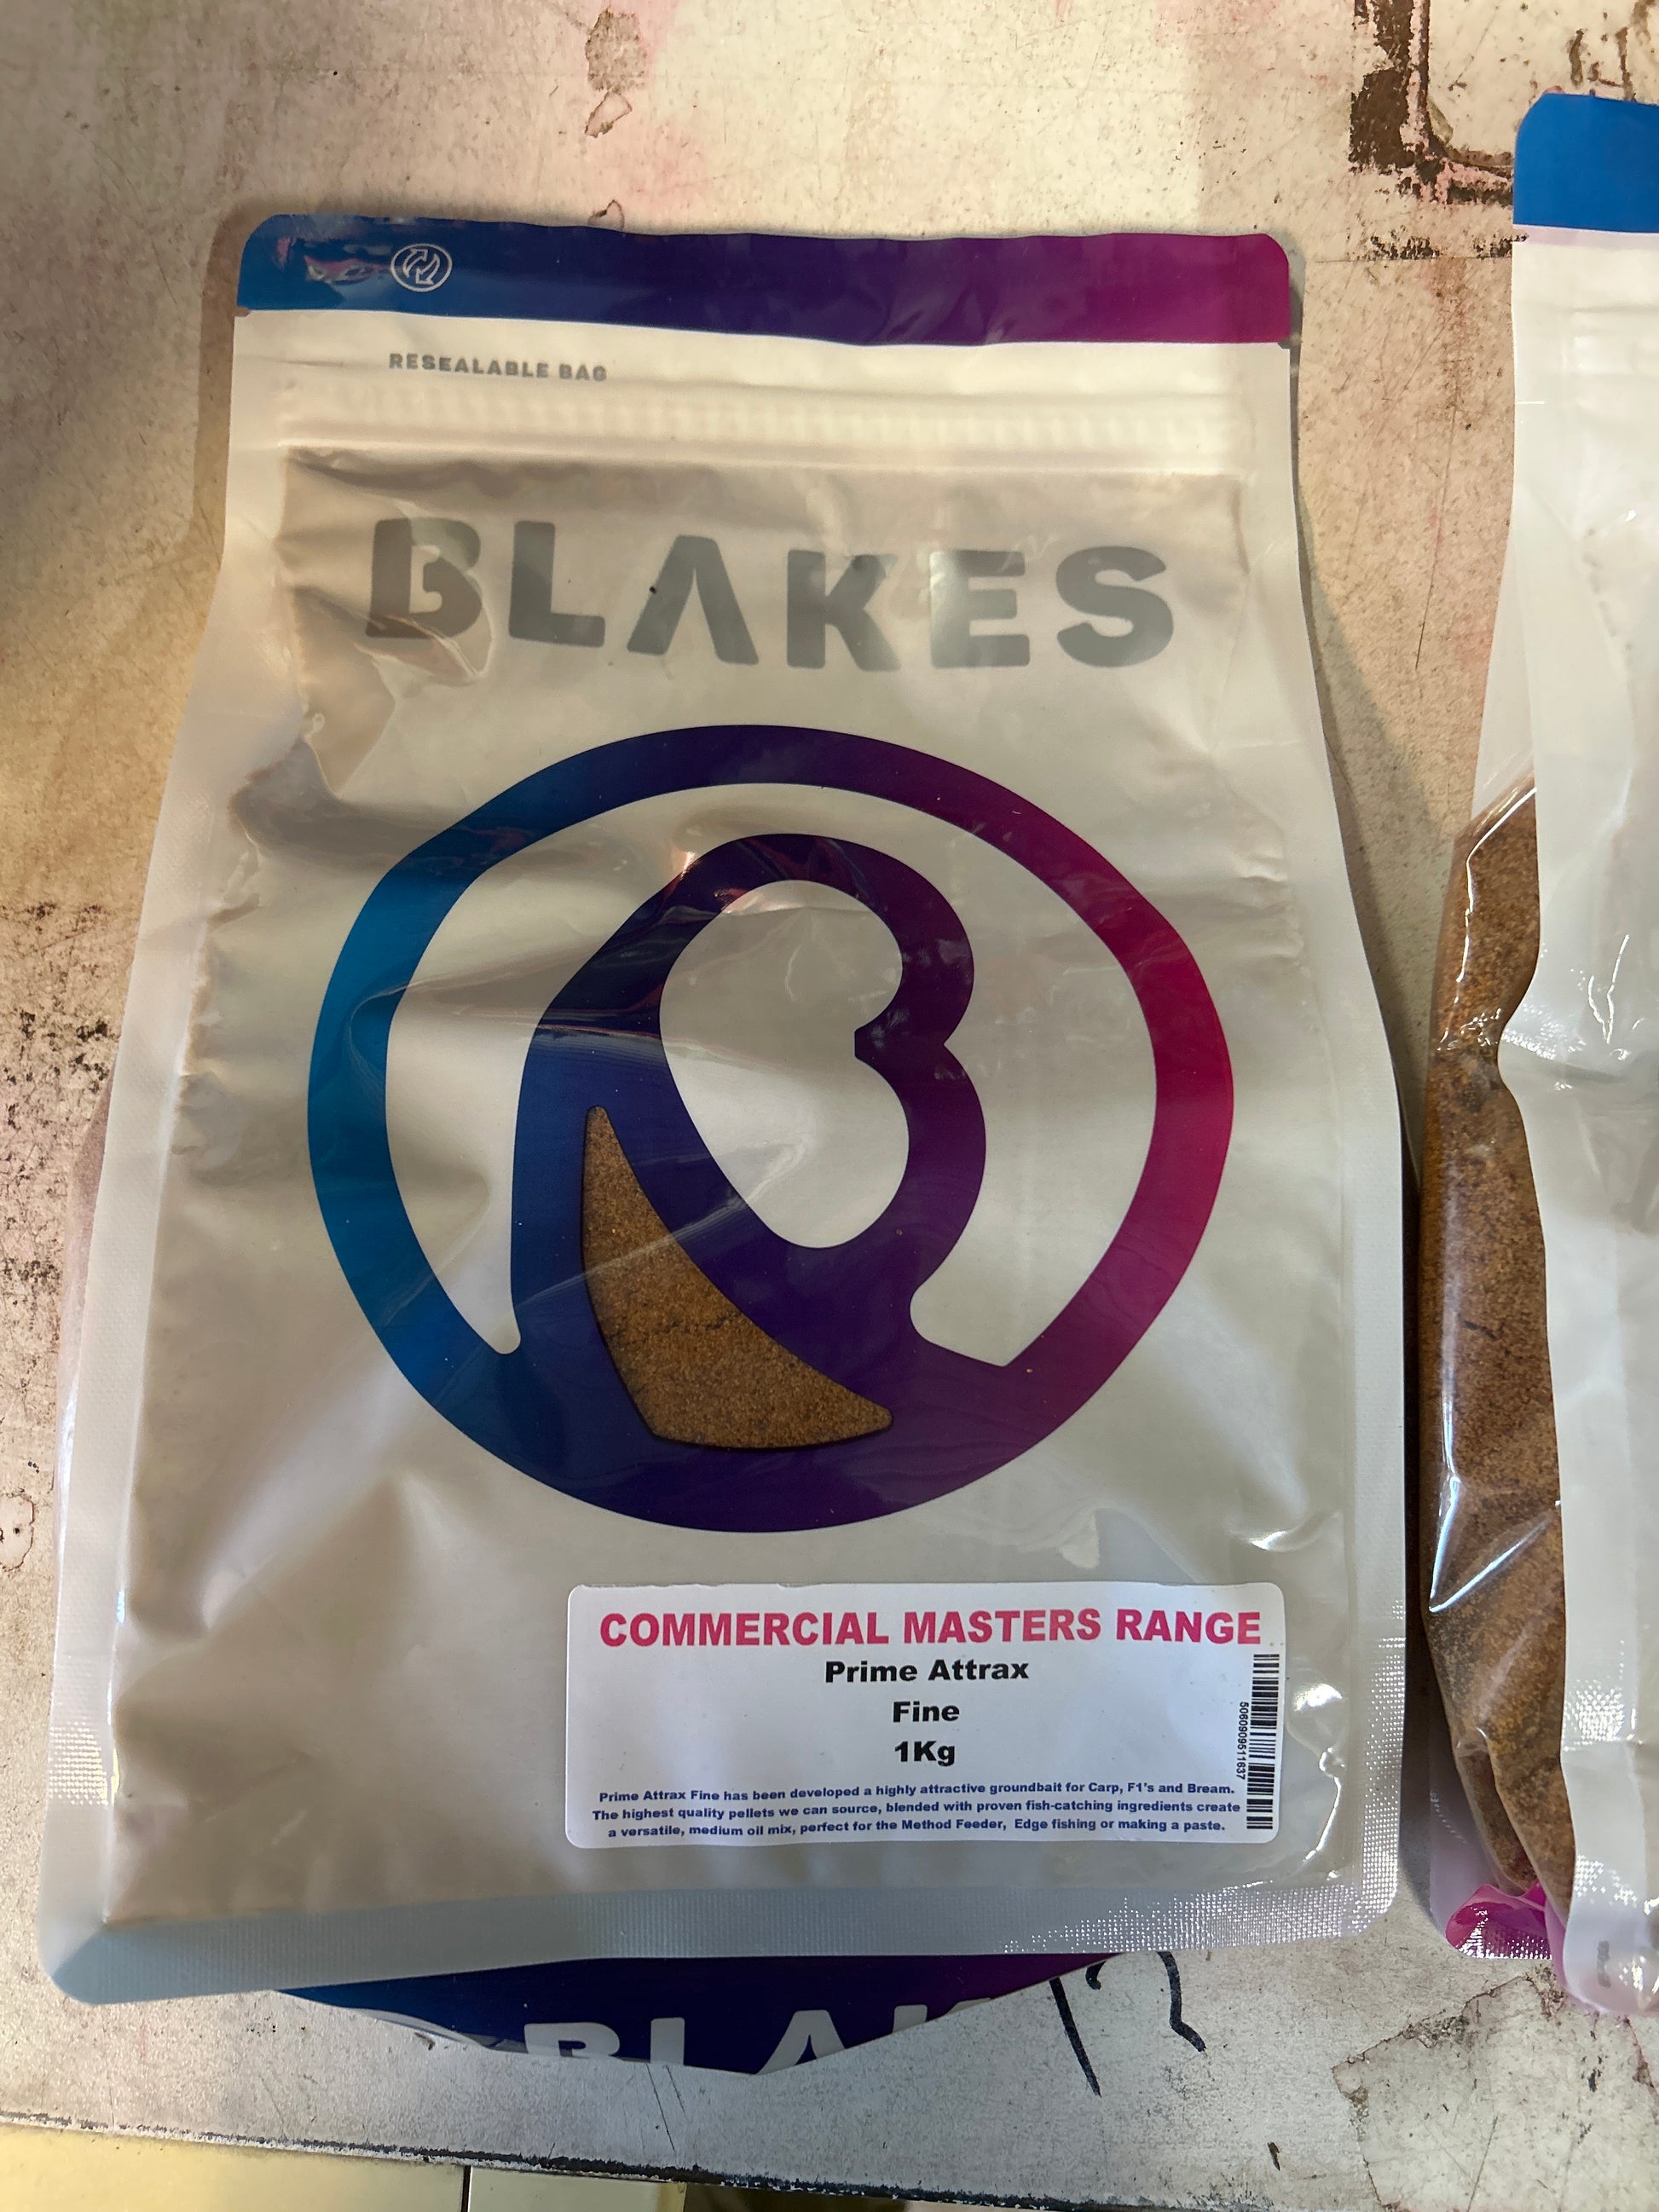 RESEALABLE BAG
BLAKES
COMMERCIAL MASTERS RANGE
Prime Attrax
Fine
1Kg
Prime Attrax Fine has been developed a highly attractive groundbait for Carp, F1's and Bream.
The highest quality pellets we can source, blended with proven fish-catching ingredients create
a versatile, medium oil mix, perfect for the Method Feeder, Edge fishing or making a paste.
5060909511637
BLAK